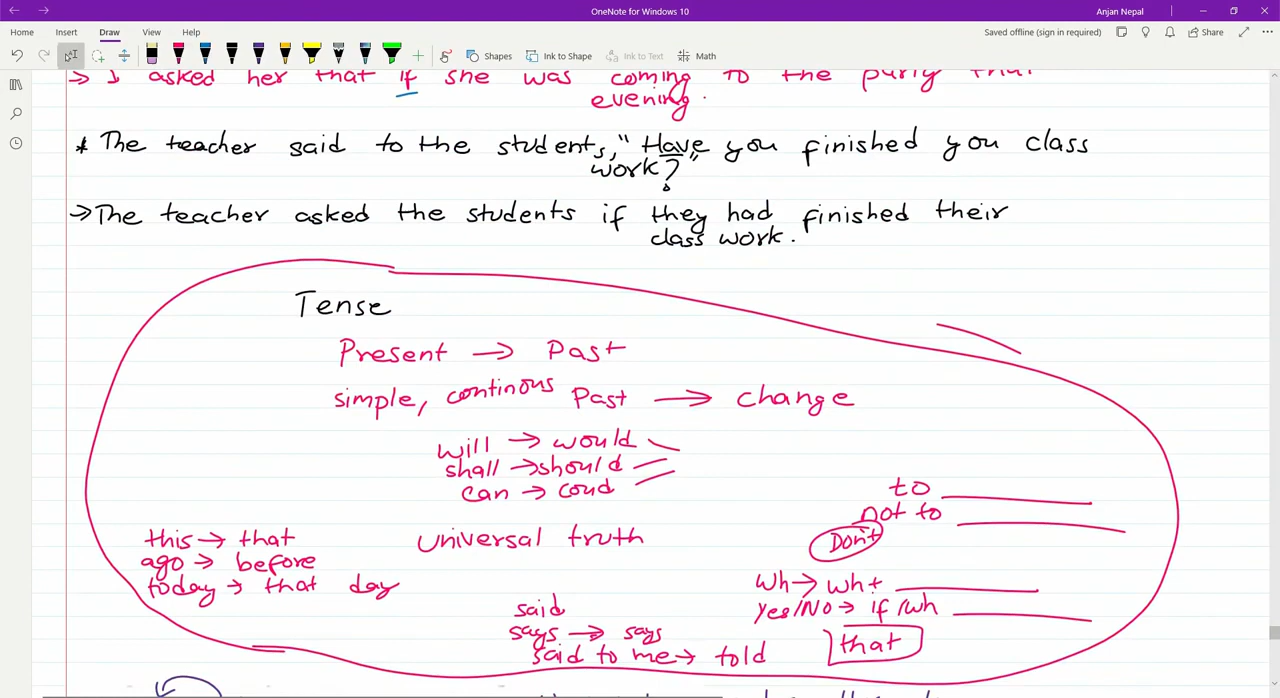 OneNote for Windows 10
Anjan Nepal
Home Insert Draw View Help
Saved offline (sign in required)
Share
Shapes
Ink to Shape
Ink to Text
Math
→ I asked her that if she was coming to the party that
evening.
* The teacher said to the students, "Have you finished you class
work?"
→ The teacher asked the students if they had finished their
class work.
Tense
Present → Past
simple, continous Past → change
will → would
shall → should
can → coud
to
not to
Don't
this → that
ago → before
today → that day
universal truth
wh → wh+
yes/No → if/wh
that
said
says → says
said to me → told